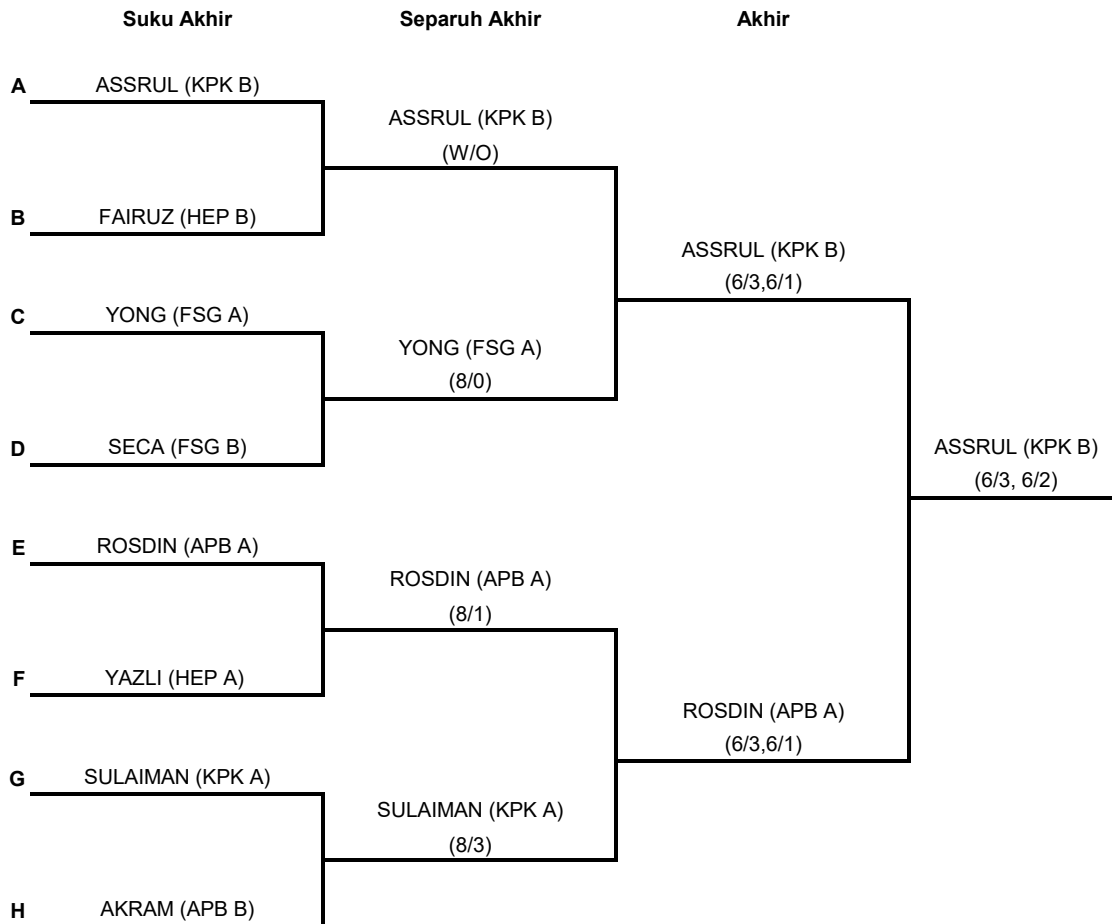 Suku Akhir Separuh Akhir Akhir
A ASSRUL (KPK B)
ASSRUL (KPK B)
(W/O)
B FAIRUZ (HEP B)
ASSRUL (KPK B)
(6/3,6/1)
C YONG (FSG A)
YONG (FSG A)
(8/0)
D SECA (FSG B)
ASSRUL (KPK B)
(6/3, 6/2)
E ROSDIN (APB A)
ROSDIN (APB A)
(8/1)
F YAZLI (HEP A)
ROSDIN (APB A)
(6/3,6/1)
G SULAIMAN (KPK A)
SULAIMAN (KPK A)
(8/3)
H AKRAM (APB B)